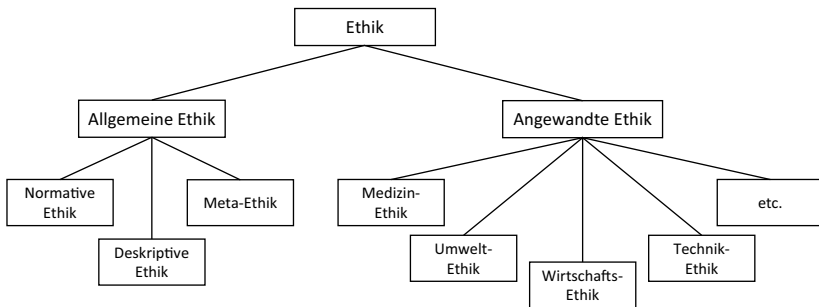 Ethik
Allgemeine Ethik
Angewandte Ethik
Normative
Ethik
Deskriptive
Ethik
Meta-Ethik
Medizin-
Ethik
Umwelt-
Ethik
Wirtschafts-
Ethik
Technik-
Ethik
etc.